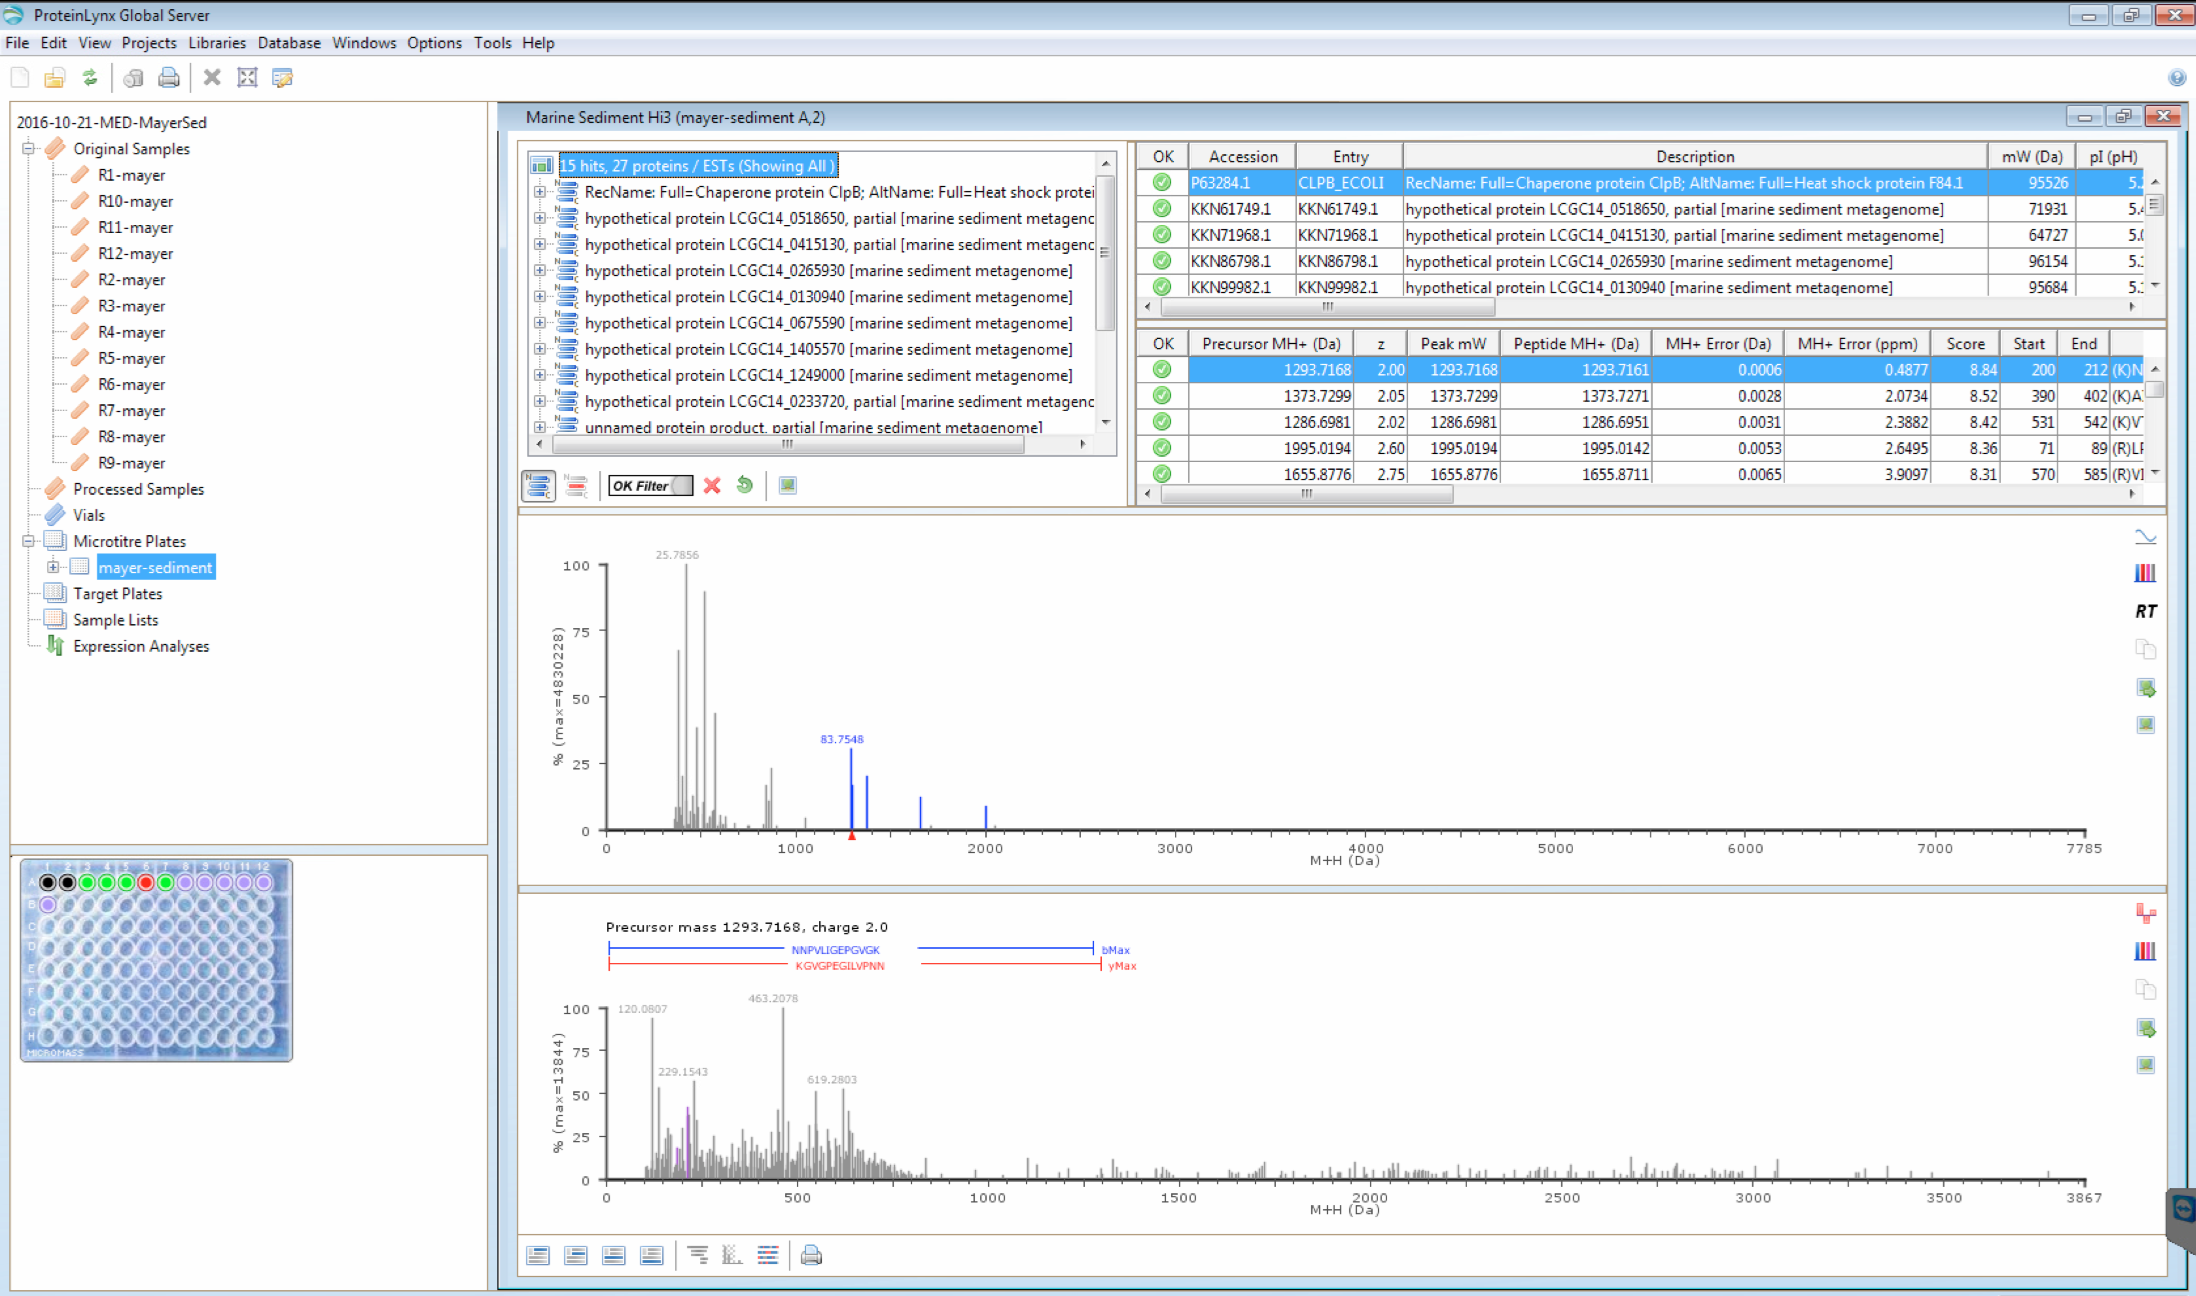 ProteinLynx Global Server
File Edit View Projects Libraries Database Windows Options Tools Help
2016-10-21-MED-MayerSed
Original Samples
R1-mayer
R10-mayer
R11-mayer
R12-mayer
R2-mayer
R3-mayer
R4-mayer
R5-mayer
R6-mayer
R7-mayer
R8-mayer
R9-mayer
Processed Samples
Vials
Microtitre Plates
mayer-sediment
Target Plates
Sample Lists
Expression Analyses
1 2 3 4 5 6 7 8 9 10 11 12
A
B
C
D
E
F
G
H
MICROMASS
Marine Sediment Hi3 (mayer-sediment A,2)
15 hits, 27 proteins / ESTs (Showing All )
RecName: Full=Chaperone protein ClpB; AltName: Full=Heat shock protei
hypothetical protein LCGC14_0518650, partial [marine sediment metagenc
hypothetical protein LCGC14_0415130, partial [marine sediment metagenc
hypothetical protein LCGC14_0265930 [marine sediment metagenome]
hypothetical protein LCGC14_0130940 [marine sediment metagenome]
hypothetical protein LCGC14_0675590 [marine sediment metagenome]
hypothetical protein LCGC14_1405570 [marine sediment metagenome]
hypothetical protein LCGC14_1249000 [marine sediment metagenome]
hypothetical protein LCGC14_0233720, partial [marine sediment metagenc
unnamed protein product, partial [marine sediment metagenome]
OK Filter
OK Accession Entry Description mW (Da) pI (pH)
P63284.1 CLPB_ECOLI RecName: Full=Chaperone protein ClpB; AltName: Full=Heat shock protein F84.1 95526 5.
KKN61749.1 KKN61749.1 hypothetical protein LCGC14_0518650, partial [marine sediment metagenome] 71931 5.4
KKN71968.1 KKN71968.1 hypothetical protein LCGC14_0415130, partial [marine sediment metagenome] 64727 5.0
KKN86798.1 KKN86798.1 hypothetical protein LCGC14_0265930 [marine sediment metagenome] 96154 5.
KKN99982.1 KKN99982.1 hypothetical protein LCGC14_0130940 [marine sediment metagenome] 95684 5.
OK Precursor MH+ (Da) z Peak mW Peptide MH+ (Da) MH+ Error (Da) MH+ Error (ppm) Score Start End
1293.7168 2.00 1293.7168 1293.7161 0.0006 0.4877 8.84 200 212 (K)N
1373.7299 2.05 1373.7299 1373.7271 0.0028 2.0734 8.52 390 402 (K)A
1286.6981 2.02 1286.6981 1286.6951 0.0031 2.3882 8.42 531 542 (K)V
1995.0194 2.60 1995.0194 1995.0142 0.0053 2.6495 8.36 71 89 (R)LI
1655.8776 2.75 1655.8776 1655.8711 0.0065 3.9097 8.31 570 585 (R)VI
RT
% (max=4830228)
100
75
50
25
0
25.7856
83.7548
0 1000 2000 3000 4000 5000 6000 7000 7785
M+H (Da)
Precursor mass 1293.7168, charge 2.0
NNPVLIGEPGVGK bMax
KGVGPEGILVPNN yMax
% (max=13844)
100
75
50
25
0
120.0807
229.1543
463.2078
619.2803
0 500 1000 1500 2000 2500 3000 3500 3867
M+H (Da)